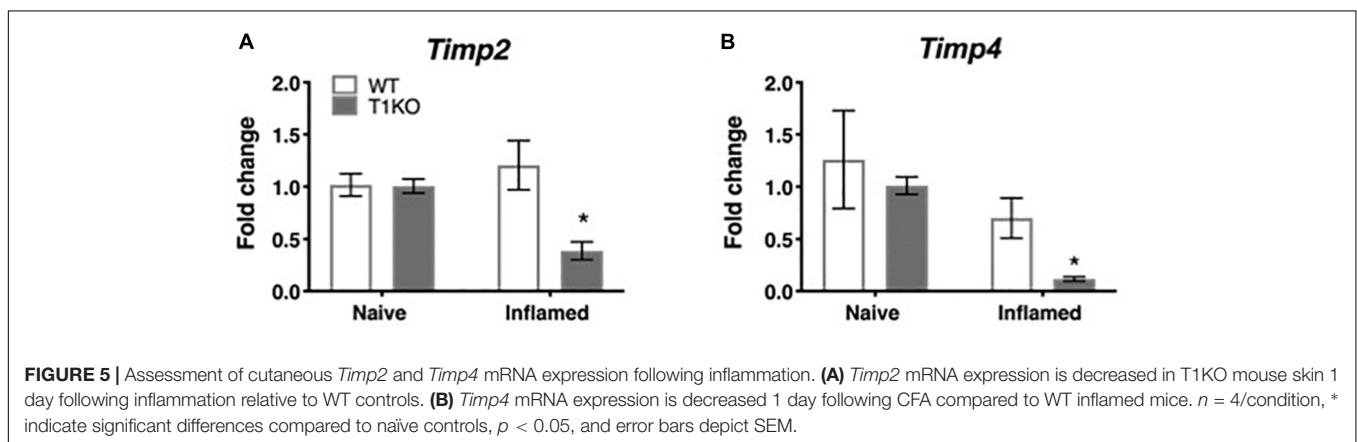 A
Timp2
2.0
1.5
1.0
0.5
0.0
Fold change
WT
T1KO
*
Naive
Inflamed
B
Timp4
2.0
1.5
1.0
0.5
0.0
Fold change
*
Naive
Inflamed
FIGURE 5 | Assessment of cutaneous Timp2 and Timp4 mRNA expression following inflammation. (A) Timp2 mRNA expression is decreased in T1KO mouse skin 1
day following inflammation relative to WT controls. (B) Timp4 mRNA expression is decreased 1 day following CFA compared to WT inflamed mice. n = 4/condition, *
indicate significant differences compared to naïve controls, p < 0.05, and error bars depict SEM.